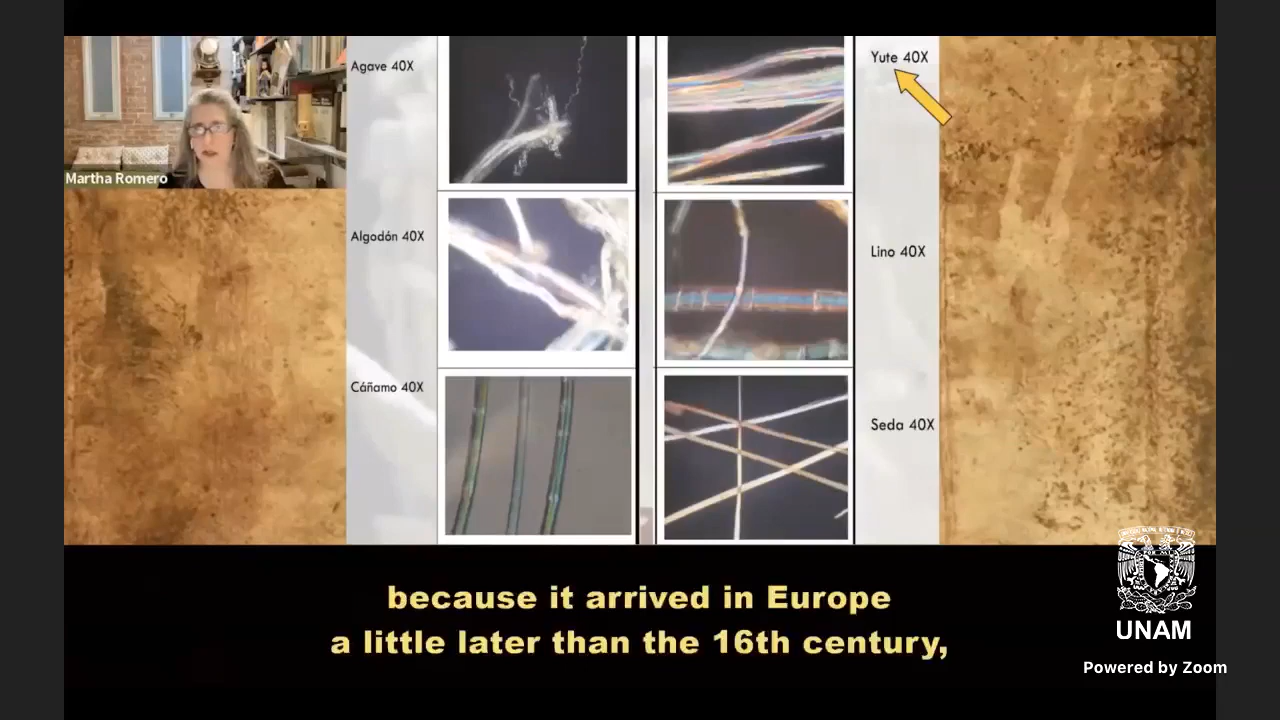 Martha Romero
Agave 40X
Yute 40X
Algodón 40X
Lino 40X
Cáñamo 40X
Seda 40X
because it arrived in Europe
a little later than the 16th century,
UNAM
Powered by Zoom